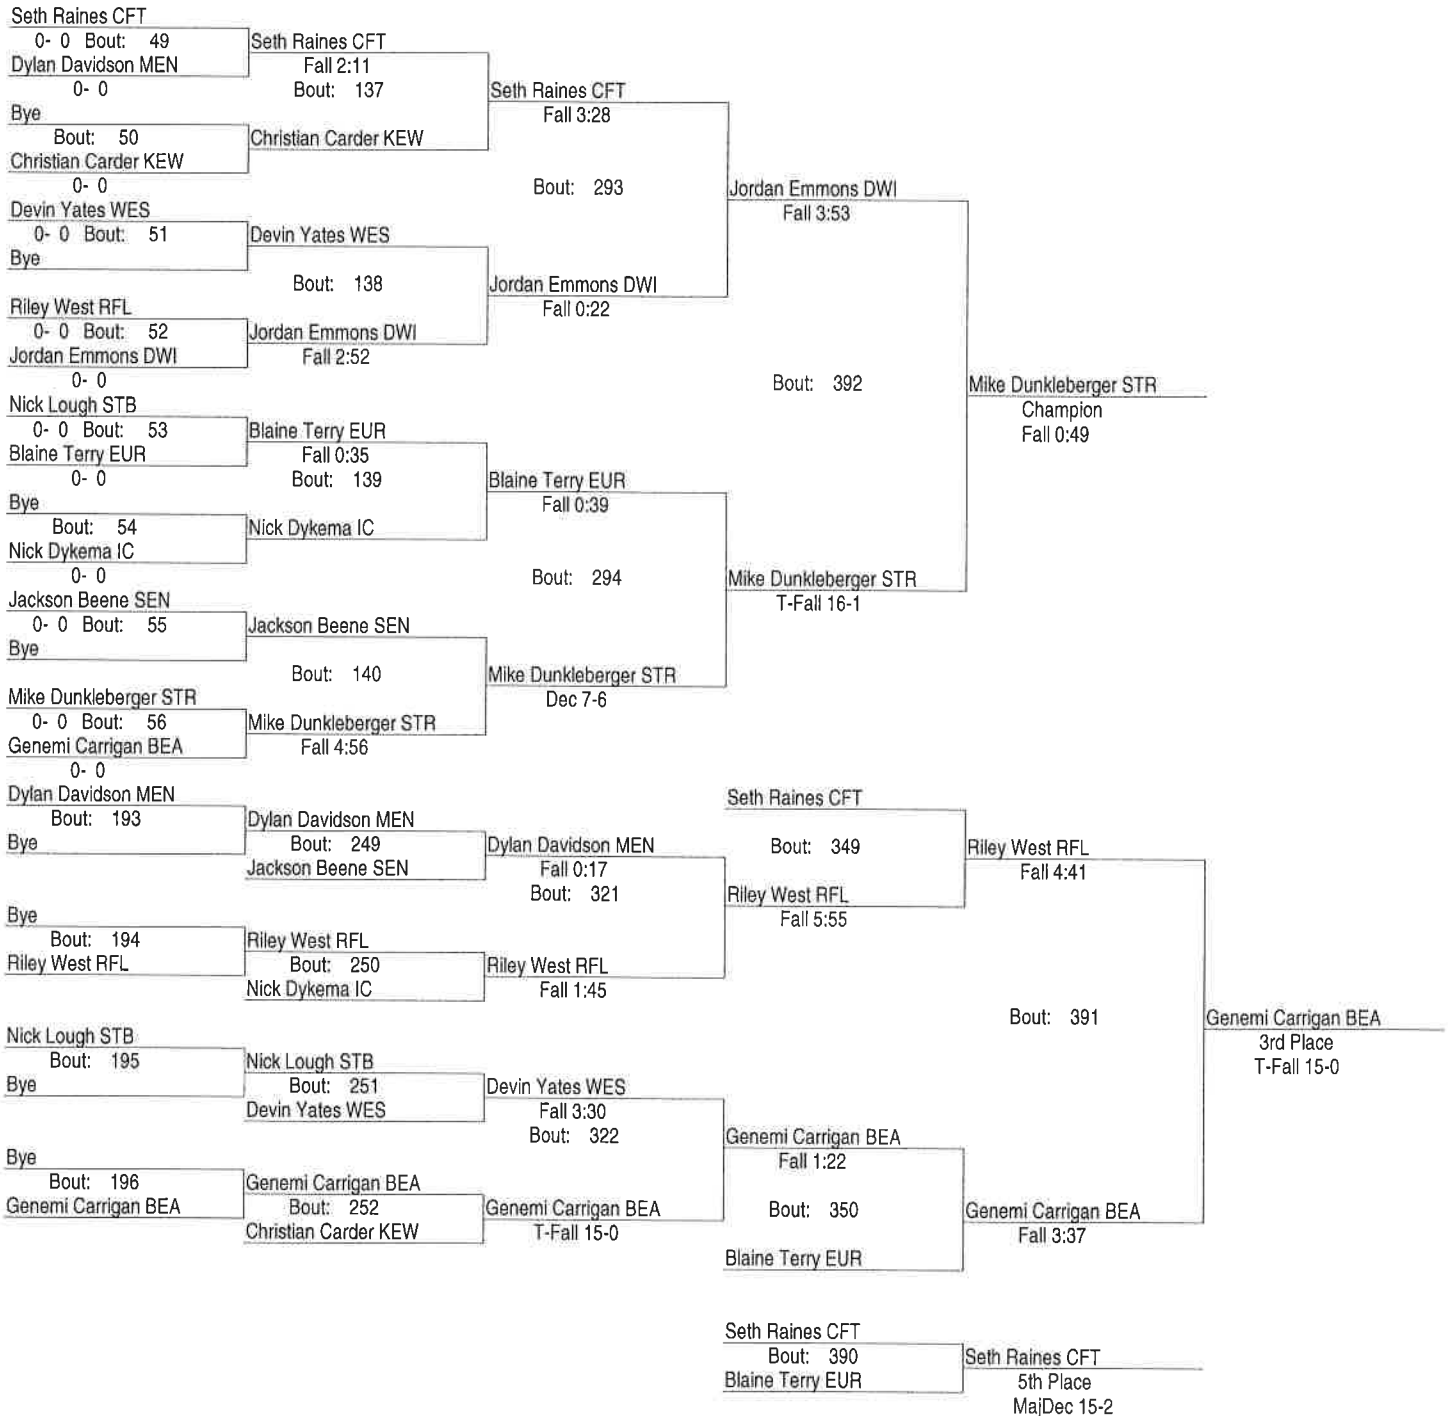 Seth Raines CFT
0- 0 Bout: 49
Dylan Davidson MEN
0- 0
Bye
Bout: 50
Christian Carder KEW
0- 0
Devin Yates WES
0- 0 Bout: 51
Bye
Riley West RFL
0- 0 Bout: 52
Jordan Emmons DWI
0- 0
Nick Lough STB
0- 0 Bout: 53
Blaine Terry EUR
0- 0
Bye
Bout: 54
Nick Dykema IC
0- 0
Jackson Beene SEN
0- 0 Bout: 55
Bye
Mike Dunkleberger STR
0- 0 Bout: 56
Genemi Carrigan BEA
0- 0
Seth Raines CFT
Fall 2:11
Bout: 137
Christian Carder KEW
Devin Yates WES
Bout: 138
Jordan Emmons DWI
Fall 2:52
Blaine Terry EUR
Fall 0:35
Bout: 139
Nick Dykema IC
Jackson Beene SEN
Bout: 140
Mike Dunkleberger STR
Fall 4:56
Seth Raines CFT
Fall 3:28
Bout: 293
Jordan Emmons DWI
Fall 0:22
Blaine Terry EUR
Fall 0:39
Bout: 294
Mike Dunkleberger STR
Dec 7-6
Jordan Emmons DWI
Fall 3:53
Bout: 392
Mike Dunkleberger STR
T-Fall 16-1
Mike Dunkleberger STR
Champion
Fall 0:49
Dylan Davidson MEN
Bout: 193
Bye
Bye
Bout: 194
Riley West RFL
Nick Lough STB
Bout: 195
Bye
Bye
Bout: 196
Genemi Carrigan BEA
Dylan Davidson MEN
Bout: 249
Jackson Beene SEN
Riley West RFL
Bout: 250
Nick Dykema IC
Nick Lough STB
Bout: 251
Devin Yates WES
Genemi Carrigan BEA
Bout: 252
Christian Carder KEW
Dylan Davidson MEN
Fall 0:17
Bout: 321
Riley West RFL
Fall 1:45
Devin Yates WES
Fall 3:30
Bout: 322
Genemi Carrigan BEA
T-Fall 15-0
Seth Raines CFT
Bout: 349
Riley West RFL
Fall 5:55
Genemi Carrigan BEA
Fall 1:22
Bout: 350
Blaine Terry EUR
Riley West RFL
Fall 4:41
Bout: 391
Genemi Carrigan BEA
Fall 3:37
Genemi Carrigan BEA
3rd Place
T-Fall 15-0
Seth Raines CFT
Bout: 390
Blaine Terry EUR
Seth Raines CFT
5th Place
MajDec 15-2